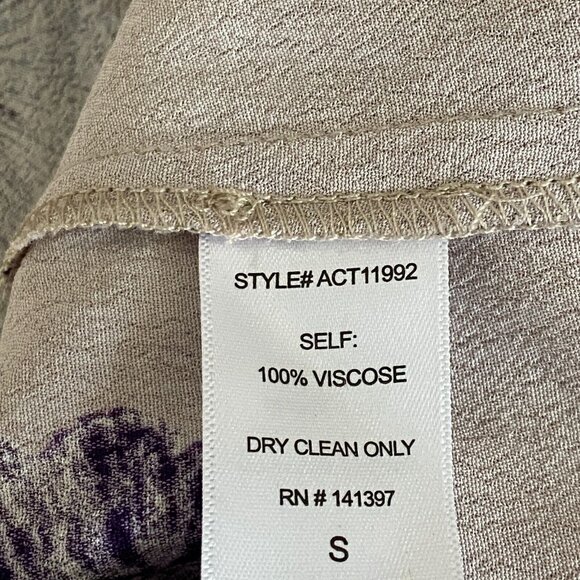 STYLE# ACT11992
SELF:
100% VISCOSE
DRY CLEAN ONLY
RN # 141397
S